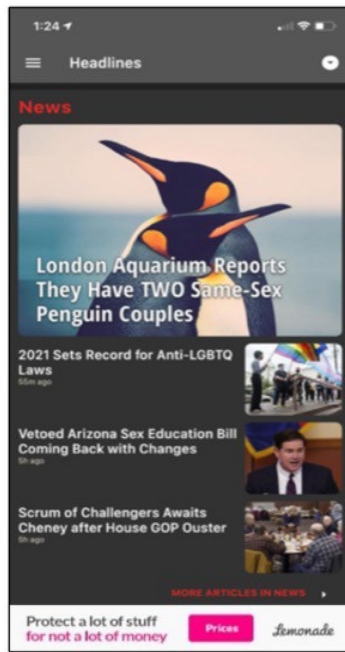 1:24
Headlines
News
London Aquarium Reports
They Have TWO Same-Sex
Penguin Couples
2021 Sets Record for Anti-LGBTQ
Laws
55m ago
Vetoed Arizona Sex Education Bill
Coming Back with Changes
5h ago
Scrum of Challengers Awaits
Cheney after House GOP Ouster
5h ago
MORE ARTICLES IN NEWS
Protect a lot of stuff
for not a lot of money
Prices
Lemonade